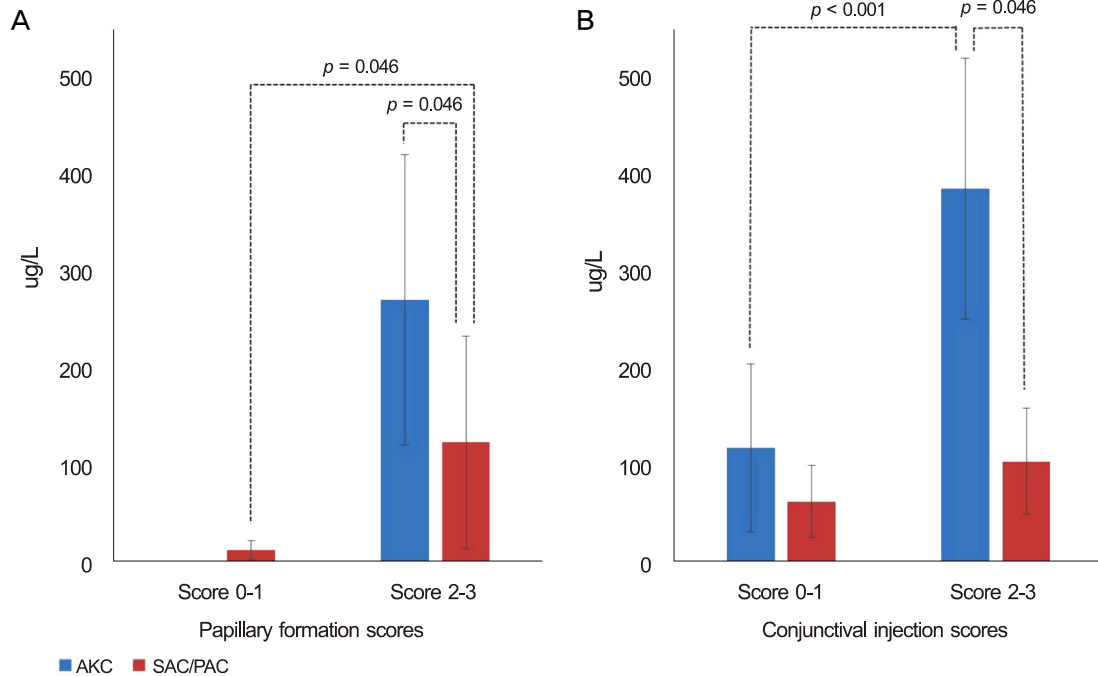 A
p = 0.046
p = 0.046
500
400
300
200
100
0
ug/L
Score 0-1
Score 2-3
Papillary formation scores
AKC
SAC/PAC
B
p < 0.001
p = 0.046
500
400
300
200
100
0
ug/L
Score 0-1
Score 2-3
Conjunctival injection scores